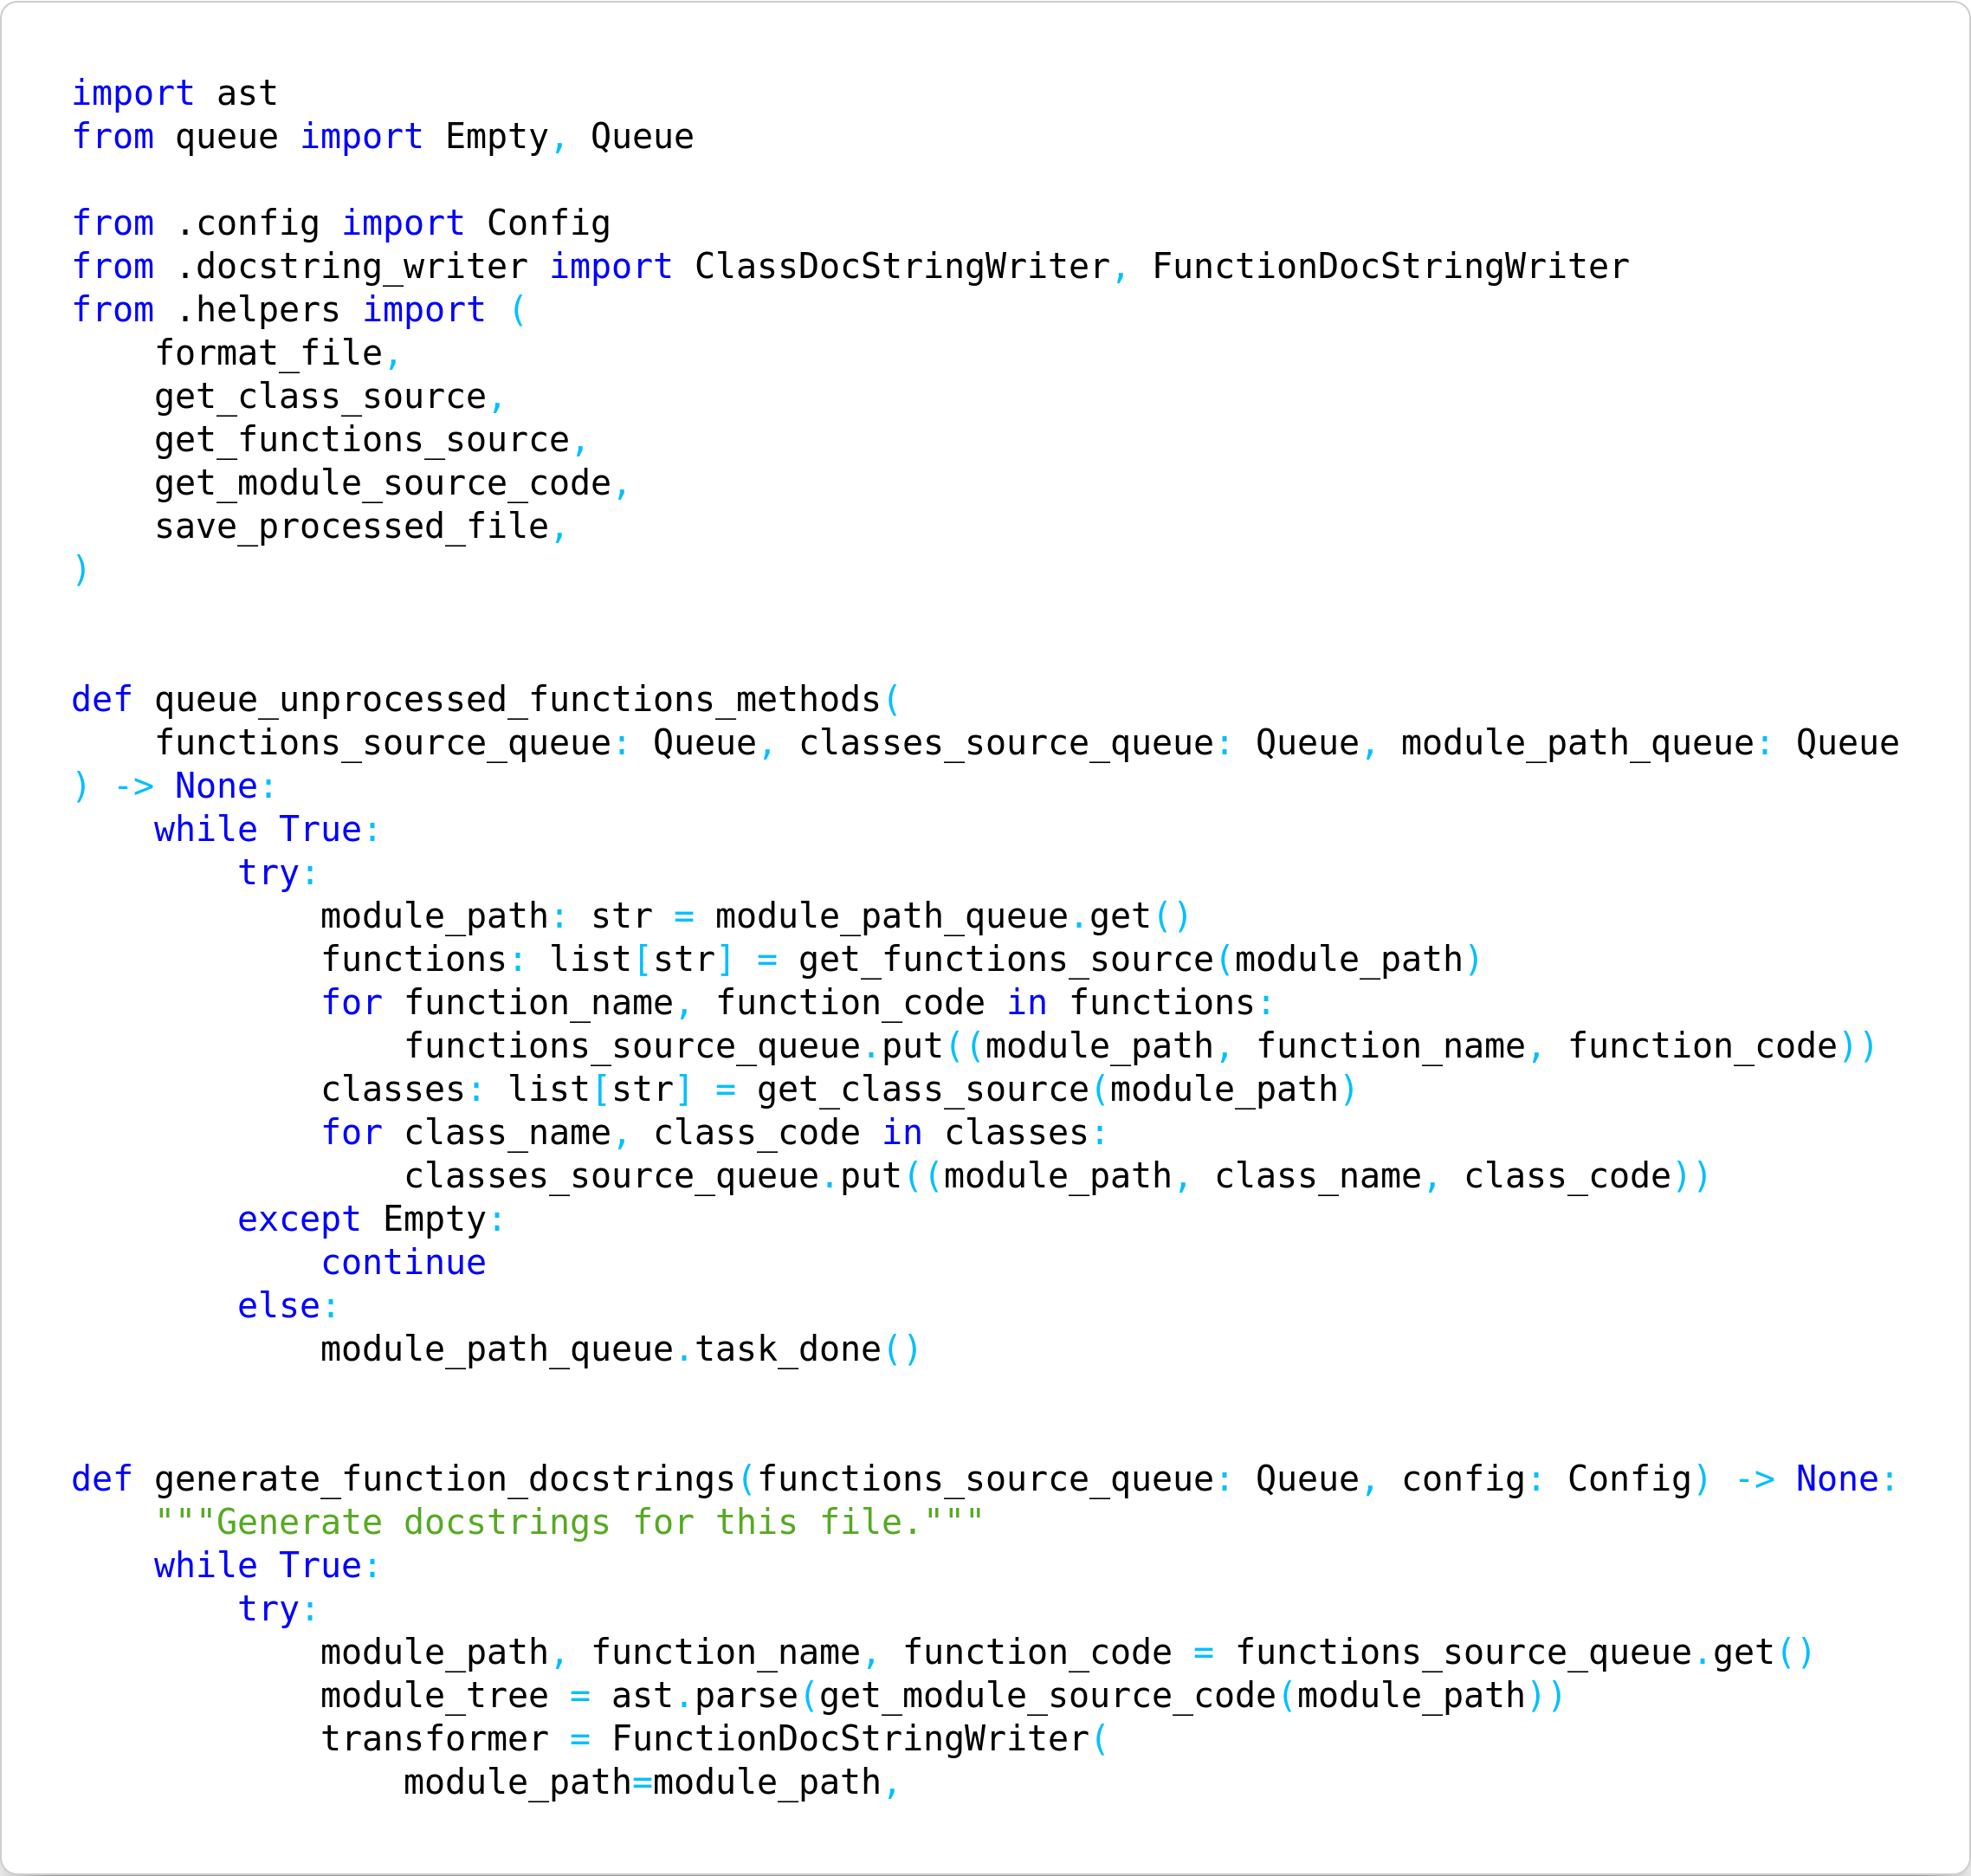 import ast
from queue import Empty, Queue

from .config import Config
from .docstring_writer import ClassDocStringWriter, FunctionDocStringWriter
from .helpers import (
    format_file,
    get_class_source,
    get_functions_source,
    get_module_source_code,
    save_processed_file,
)


def queue_unprocessed_functions_methods(
    functions_source_queue: Queue, classes_source_queue: Queue, module_path_queue: Queue
) -> None:
    while True:
        try:
            module_path: str = module_path_queue.get()
            functions: list[str] = get_functions_source(module_path)
            for function_name, function_code in functions:
                functions_source_queue.put((module_path, function_name, function_code))
            classes: list[str] = get_class_source(module_path)
            for class_name, class_code in classes:
                classes_source_queue.put((module_path, class_name, class_code))
        except Empty:
            continue
        else:
            module_path_queue.task_done()


def generate_function_docstrings(functions_source_queue: Queue, config: Config) -> None:
    """Generate docstrings for this file."""
    while True:
        try:
            module_path, function_name, function_code = functions_source_queue.get()
            module_tree = ast.parse(get_module_source_code(module_path))
            transformer = FunctionDocStringWriter(
                module_path=module_path,